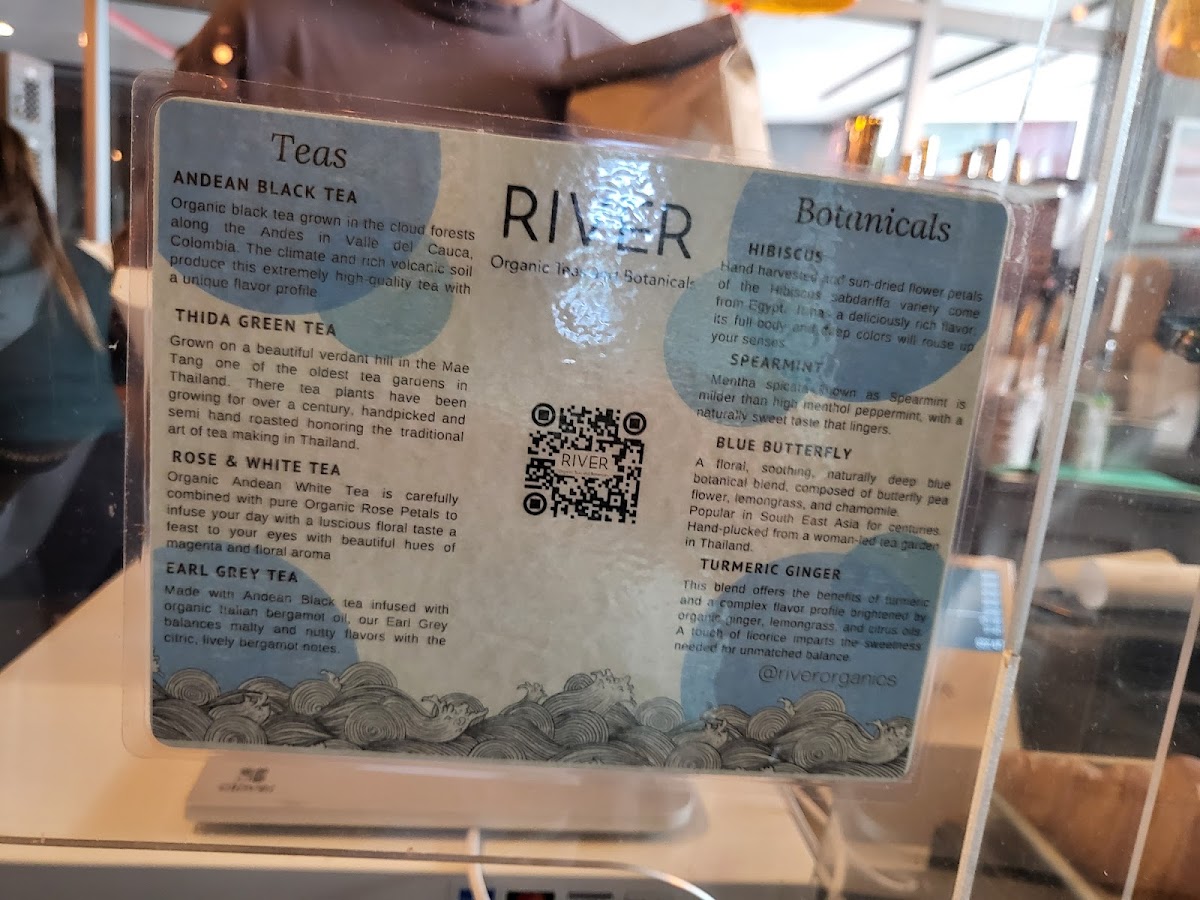 Teas
ANDEAN BLACK TEA
Organic black tea grown in the cloud forests
along the Andes in Valle del Cauca,
Colombia. The climate and rich volcanic soil
produce this extremely high-quality tea with
a unique flavor profile
THIDA GREEN TEA
Grown on a beautiful verdant hill in the Mae
Tang one of the oldest tea gardens in
Thailand. There tea plants have been
growing for over a century, handpicked and
semi hand roasted honoring the traditional
art of tea making in Thailand.
ROSE & WHITE TEA
Organic Andean White Tea is carefully
combined with pure Organic Rose Petals to
infuse your day with a luscious floral taste a
feast to your eyes with beautiful hues of
magenta and floral aroma
EARL GREY TEA
Made with Andean Black tea infused with
organic Italian bergamot oil, our Earl Grey
balances malty and nutty flavors with the
citric, lively bergamot notes.
RIVER
Organic Teas and Botanicals
RIVER
Botanicals
HIBISCUS
Hand harvested and sun-dried flower petals
of the Hibiscus sabdariffa variety come
from Egypt. It has a deliciously rich flavor,
its full body and deep colors will rouse up
your senses.
SPEARMINT
Mentha spicata known as Spearmint is
milder than high menthol peppermint, with a
naturally sweet taste that lingers.
BLUE BUTTERFLY
A floral, soothing, naturally deep blue
botanical blend, composed of butterfly pea
flower, lemongrass, and chamomile.
Popular in South East Asia for centuries.
Hand-plucked from a woman-led tea garden
in Thailand.
TURMERIC GINGER
This blend offers the benefits of turmeric
and a complex flavor profile brightened by
organic ginger, lemongrass, and citrus oils.
A touch of licorice imparts the sweetness
needed for unmatched balance.
@riverorganics